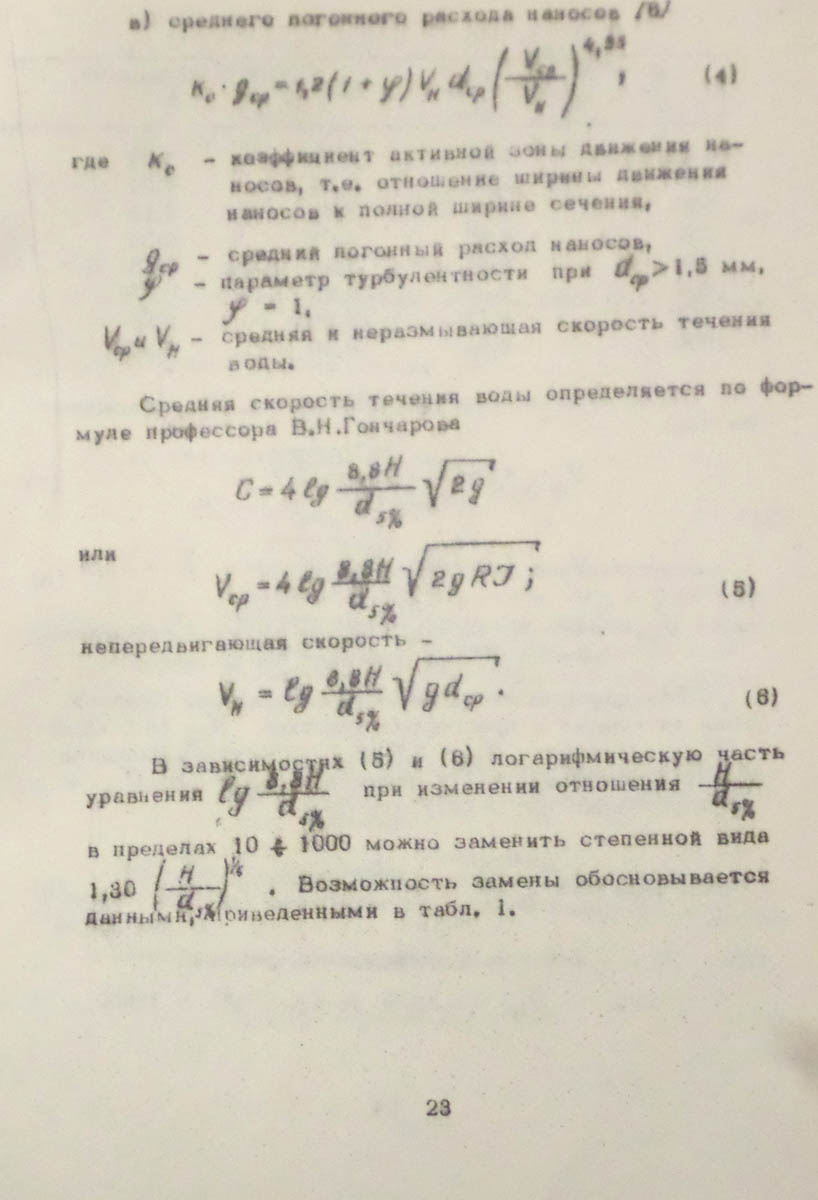 в) среднего погонного расхода наносов /6/
K_c · g_ср = 1,2(1 + φ) V_н d_ср (V_ср / V_н)^4,33 ; (4)
где K_c - коэффициент активной зоны движения на-
носов, т.е. отношение ширины движения
наносов к полной ширине сечения,
g_ср - средний погонный расход наносов,
φ - параметр турбулентности при d_ср > 1,5 мм,
φ = 1,
V_ср и V_н - средняя и неразмывающая скорость течения
воды.
Средняя скорость течения воды определяется по фор-
муле профессора В.Н.Гончарова
C = 4 lg 8,8H / d_5% √2g
или
V_ср = 4 lg 8,8H / d_5% √2gRJ ; (5)
непередвигающая скорость -
V_н = lg 8,8H / d_5% √gd_ср . (6)
В зависимостях (5) и (6) логарифмическую часть
уравнения lg 8,8H / d_5% при изменении отношения H / d_5%
в пределах 10 ÷ 1000 можно заменить степенной вида
1,30 (H / d_5%)^1/6 . Возможность замены обосновывается
данными, приведенными в табл. 1.
23